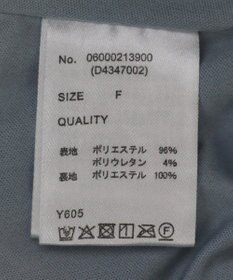 No. 06000213900
(D4347002)
SIZE F
QUALITY
表地 ポリエステル 96%
ポリウレタン 4%
裏地 ポリエステル 100%
Y605